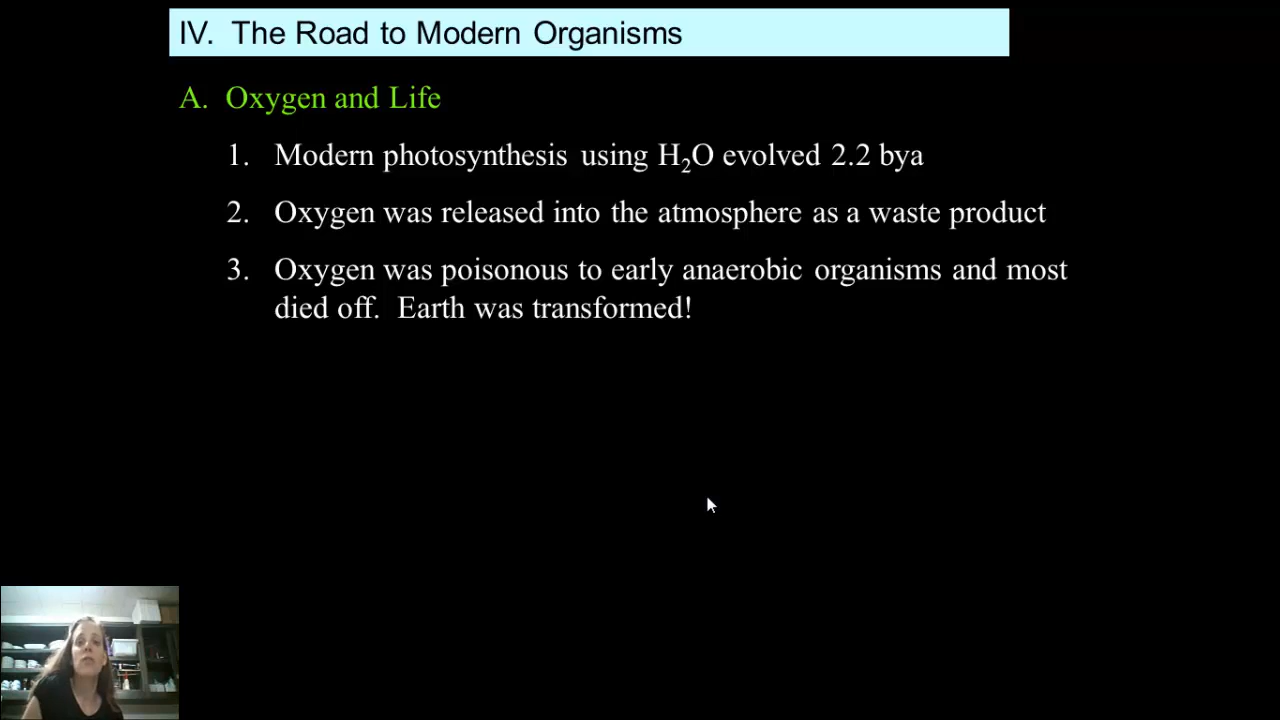 IV.  The Road to Modern Organisms
A.  Oxygen and Life
1.  Modern photosynthesis using H₂O evolved 2.2 bya
2.  Oxygen was released into the atmosphere as a waste product
3.  Oxygen was poisonous to early anaerobic organisms and most
died off.  Earth was transformed!